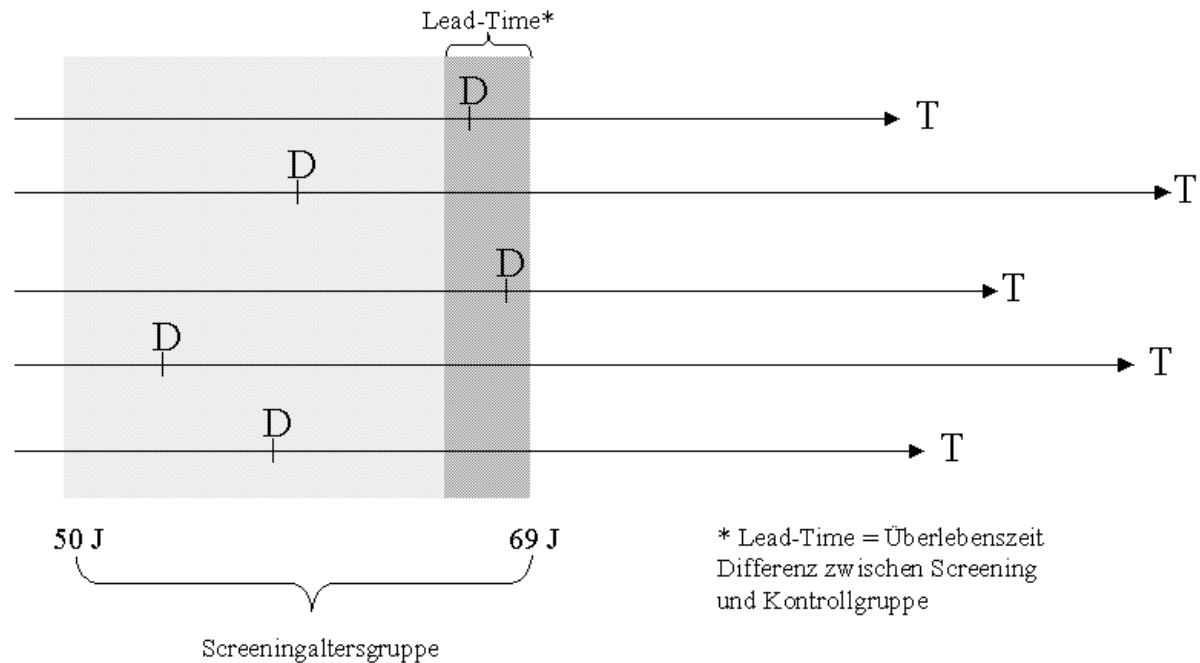 Lead-Time*
D
T
D
T
D
T
D
T
D
T
50 J
69 J
* Lead-Time = Überlebenszeit
Differenz zwischen Screening
und Kontrollgruppe
Screeningaltersgruppe